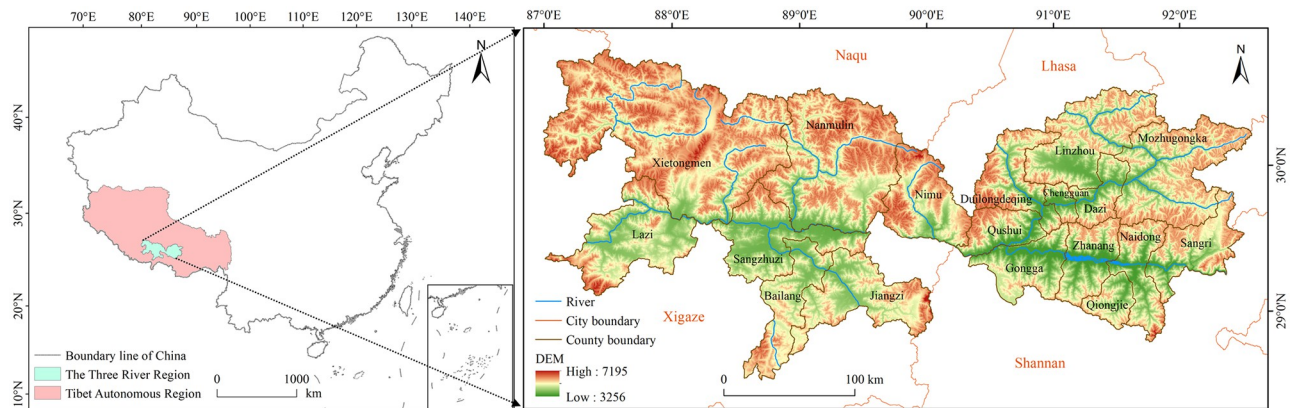 70°E 80°E 90°E 100°E 110°E 120°E 130°E 140°E
40°N
30°N
20°N
10°N
N
Boundary line of China
The Three River Region
Tibet Autonomous Region
0 1000
km
87°0'E 88°0'E 89°0'E 90°0'E 91°0'E 92°0'E
Naqu
Lhasa
N
Nanmulin
Mozhugongka
Linzhou
Xietongmen
30°0'N
Nimu
Chengguan
Duilongdeqing
Dazi
Lazi
Qushui
Naidong
Zhanang
Sangri
Sangzhuzi
Gongga
Bailang
Jiangzi
Qiongjie
29°0'N
Xigaze
Shannan
River
City boundary
County boundary
DEM
High : 7195
Low : 3256
0 100 km